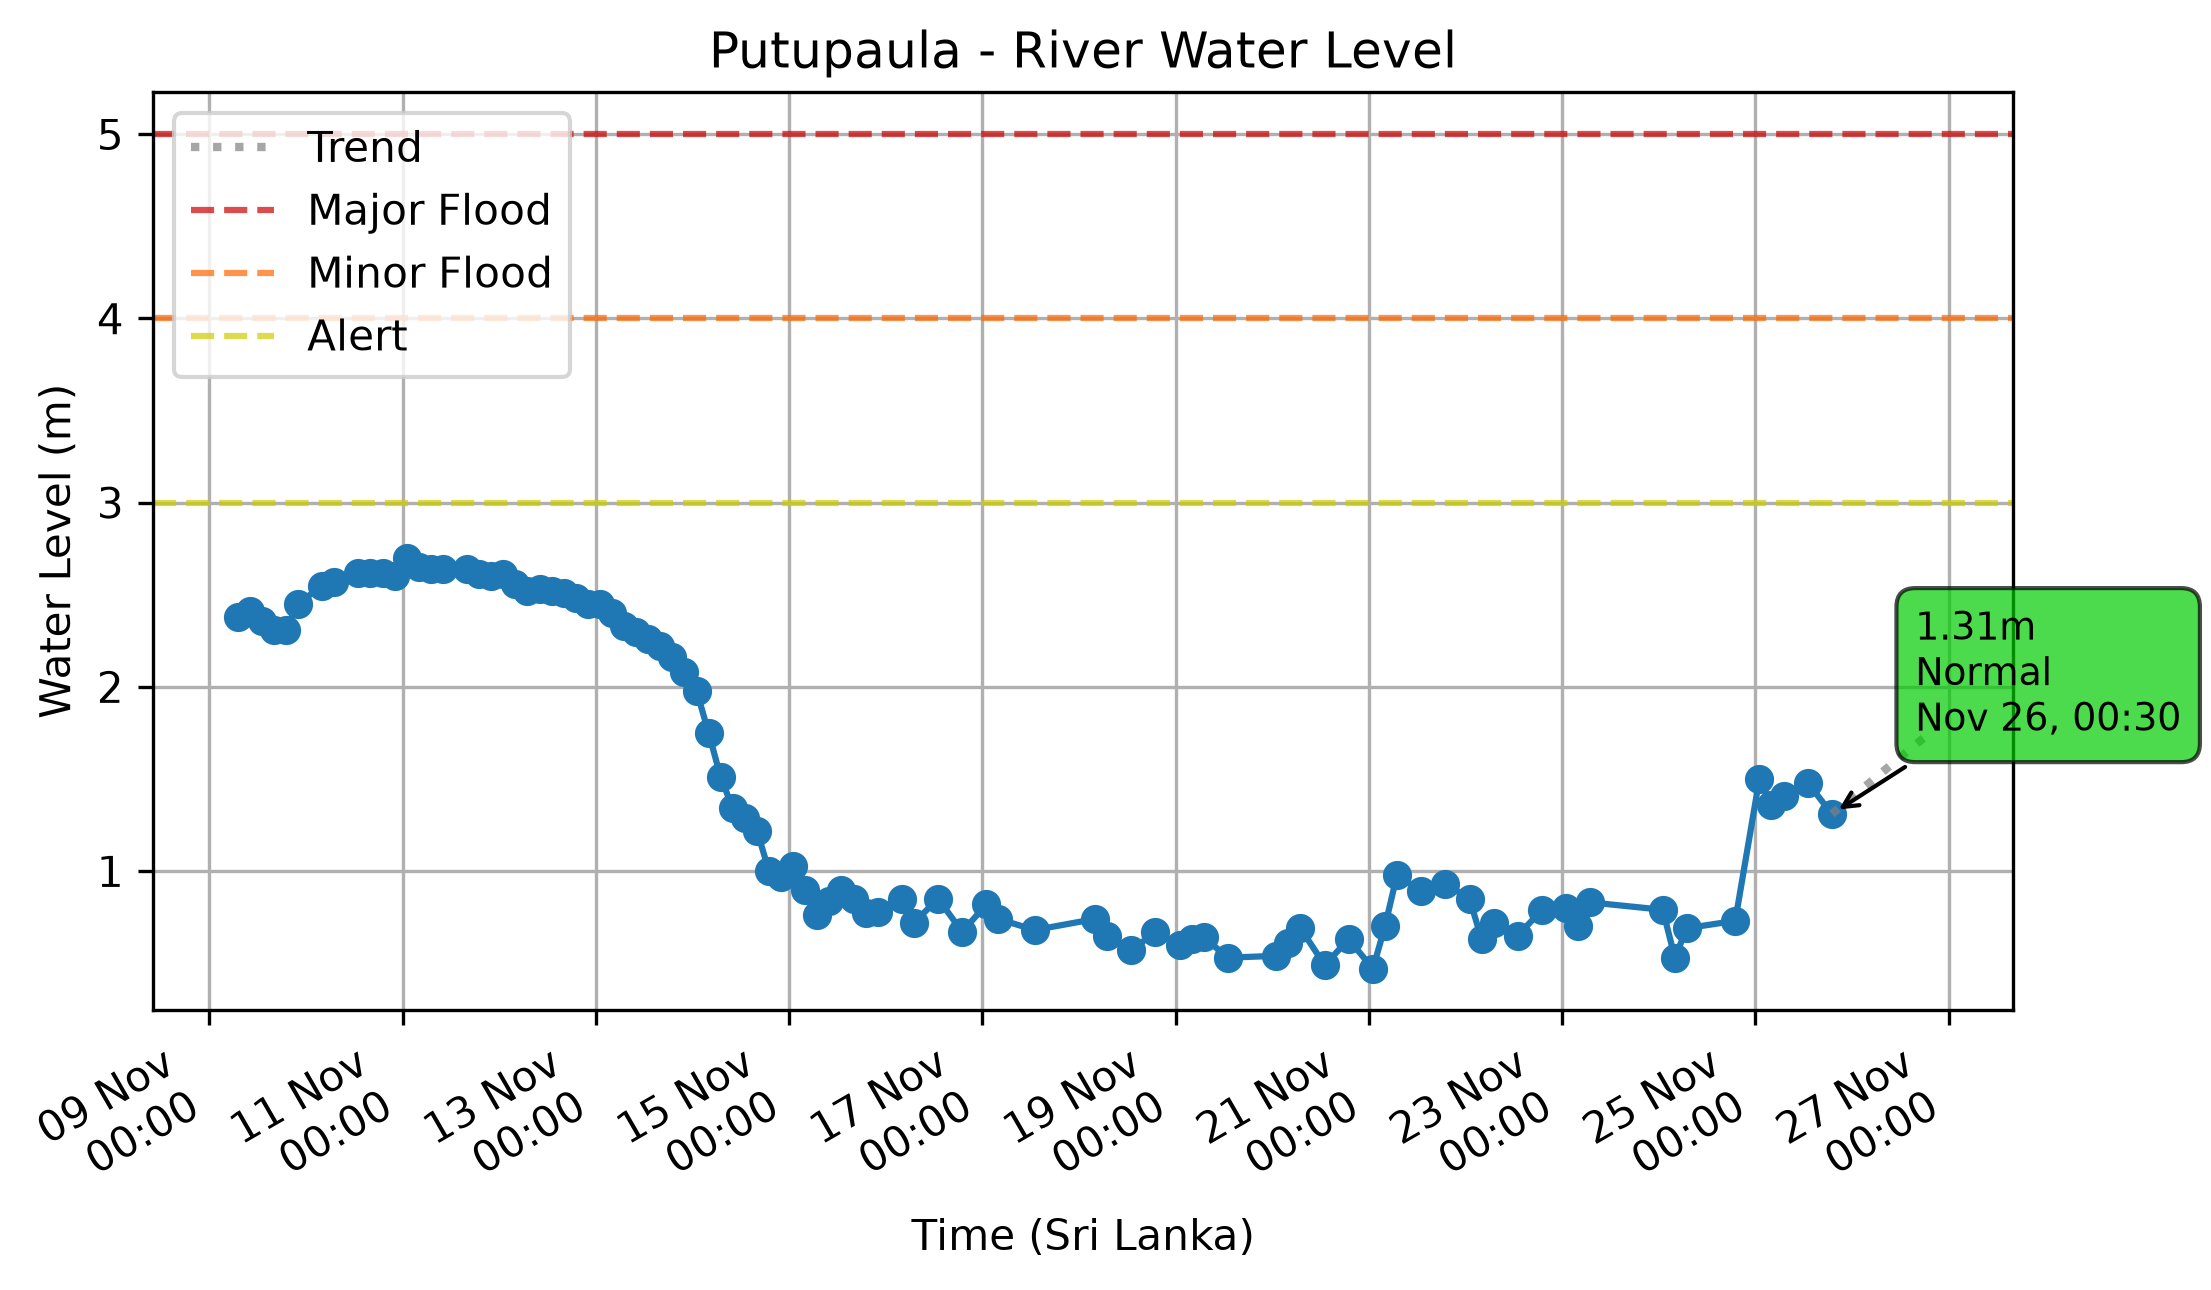 Putupaula - River Water Level
Trend
Major Flood
Minor Flood
Alert
5
4
3
2
1
Water Level (m)
1.31m
Normal
Nov 26, 00:30
09 Nov
00:00
11 Nov
00:00
13 Nov
00:00
15 Nov
00:00
17 Nov
00:00
19 Nov
00:00
21 Nov
00:00
23 Nov
00:00
25 Nov
00:00
27 Nov
00:00
Time (Sri Lanka)